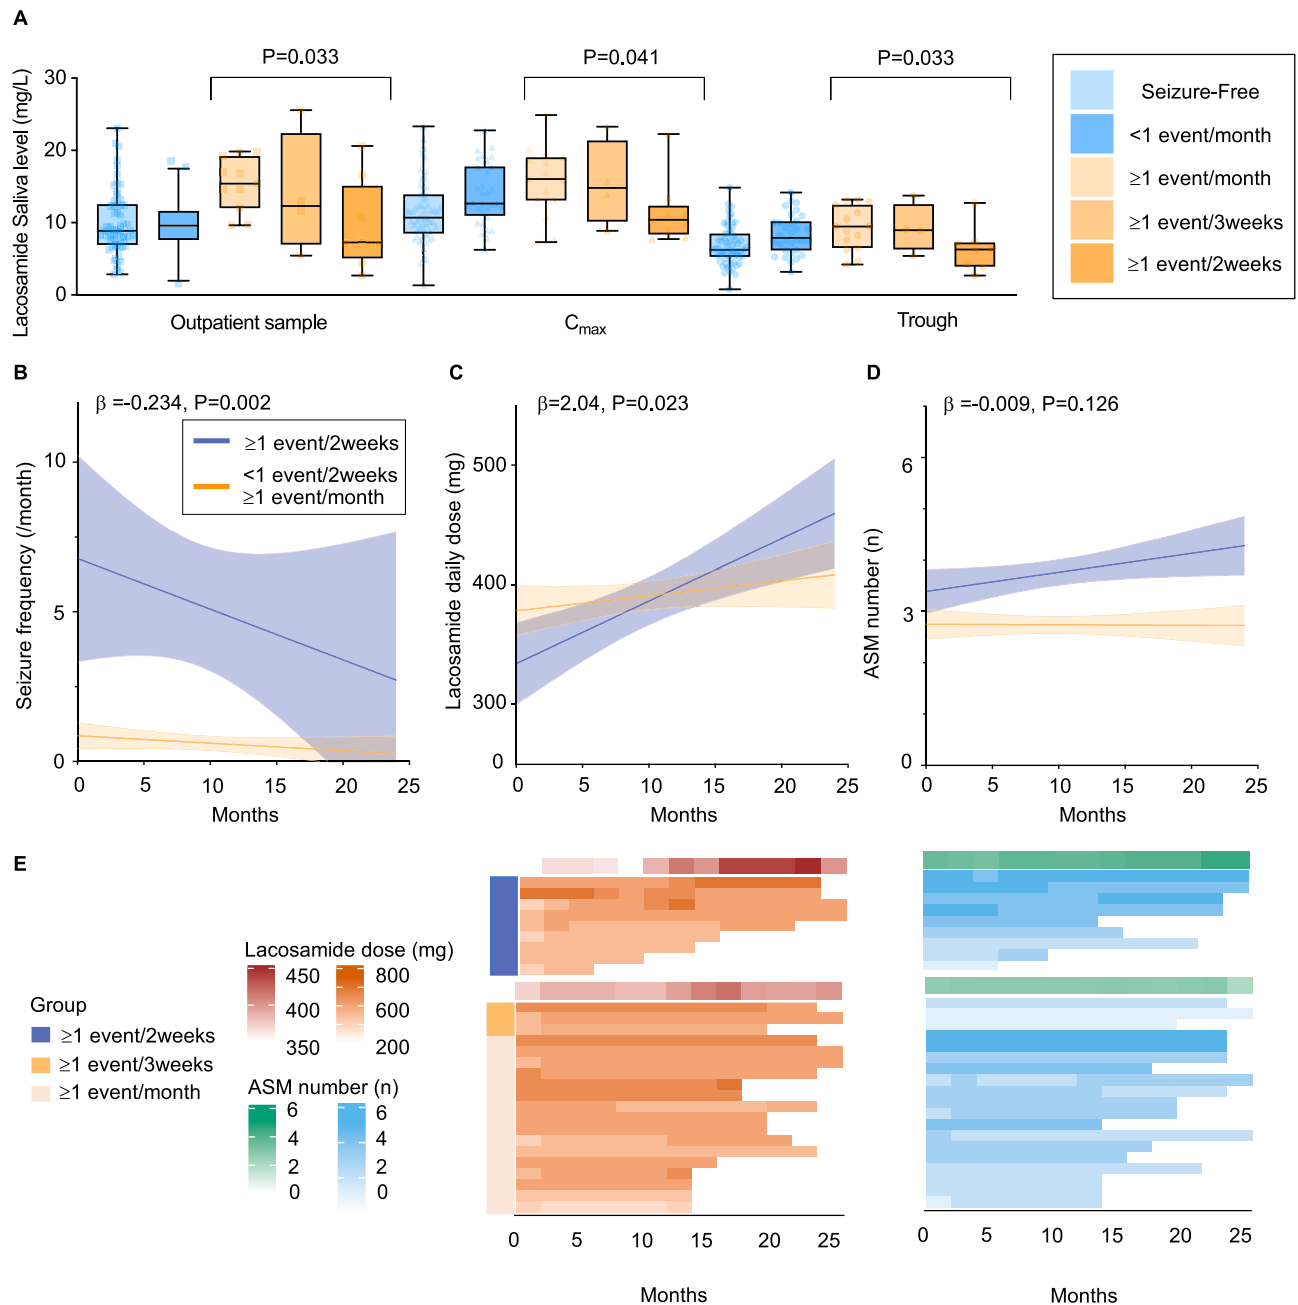 A
P=0.033
P=0.041
P=0.033
Lacosamide Saliva level (mg/L)
30
20
10
0
Outpatient sample
Cmax
Trough
Seizure-Free
<1 event/month
≥1 event/month
≥1 event/3weeks
≥1 event/2weeks
B
β =-0.234, P=0.002
≥1 event/2weeks
<1 event/2weeks
≥1 event/month
Seizure frequency (/month)
10
5
0
0 5 10 15 20 25
Months
C
β=2.04, P=0.023
Lacosamide daily dose (mg)
500
400
300
0
0 5 10 15 20 25
Months
D
β =-0.009, P=0.126
ASM number (n)
6
3
0
0 5 10 15 20 25
Months
E
Group
≥1 event/2weeks
≥1 event/3weeks
≥1 event/month
Lacosamide dose (mg)
450 800
400 600
350 200
ASM number (n)
6 6
4 4
2 2
0 0
0 5 10 15 20 25
Months
0 5 10 15 20 25
Months